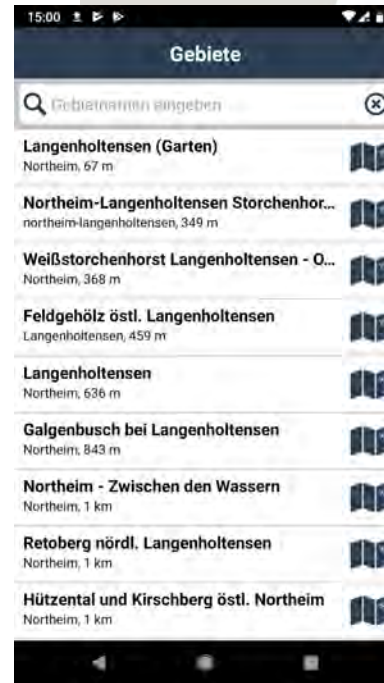 15:00
Gebiete
Gebietnamen eingeben
Langenholtensen (Garten)
Northeim, 67 m
Northeim-Langenholtensen Storchenhor...
northeim-langenholtensen, 349 m
Weißstorchenhorst Langenholtensen - O...
Northeim, 368 m
Feldgehölz östl. Langenholtensen
Langenholtensen, 459 m
Langenholtensen
Northeim, 636 m
Galgenbusch bei Langenholtensen
Northeim, 843 m
Northeim - Zwischen den Wassern
Northeim, 1 km
Retoberg nördl. Langenholtensen
Northeim, 1 km
Hützental und Kirschberg östl. Northeim
Northeim, 1 km